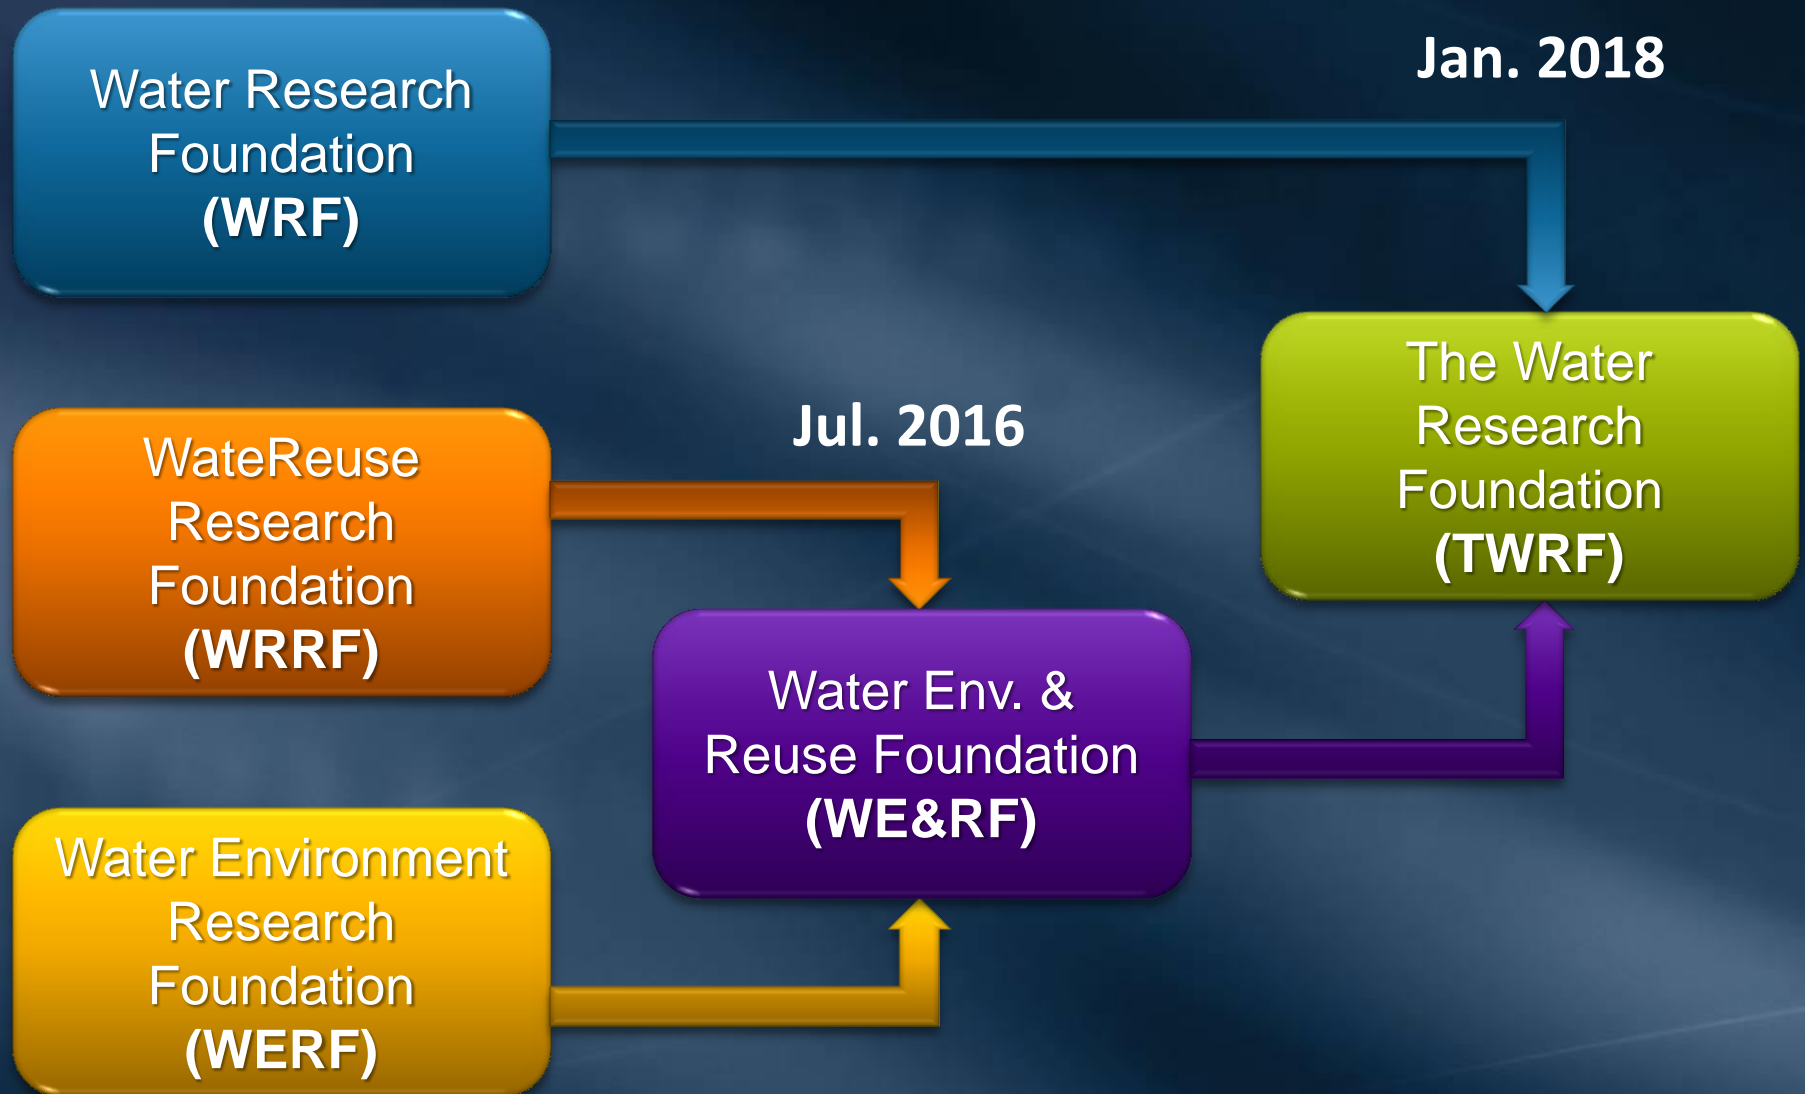 Water Research
Foundation
(WRF)
Jan. 2018
WateReuse
Research
Foundation
(WRRF)
Jul. 2016
The Water
Research
Foundation
(TWRF)
Water Env. &
Reuse Foundation
(WE&RF)
Water Environment
Research
Foundation
(WERF)